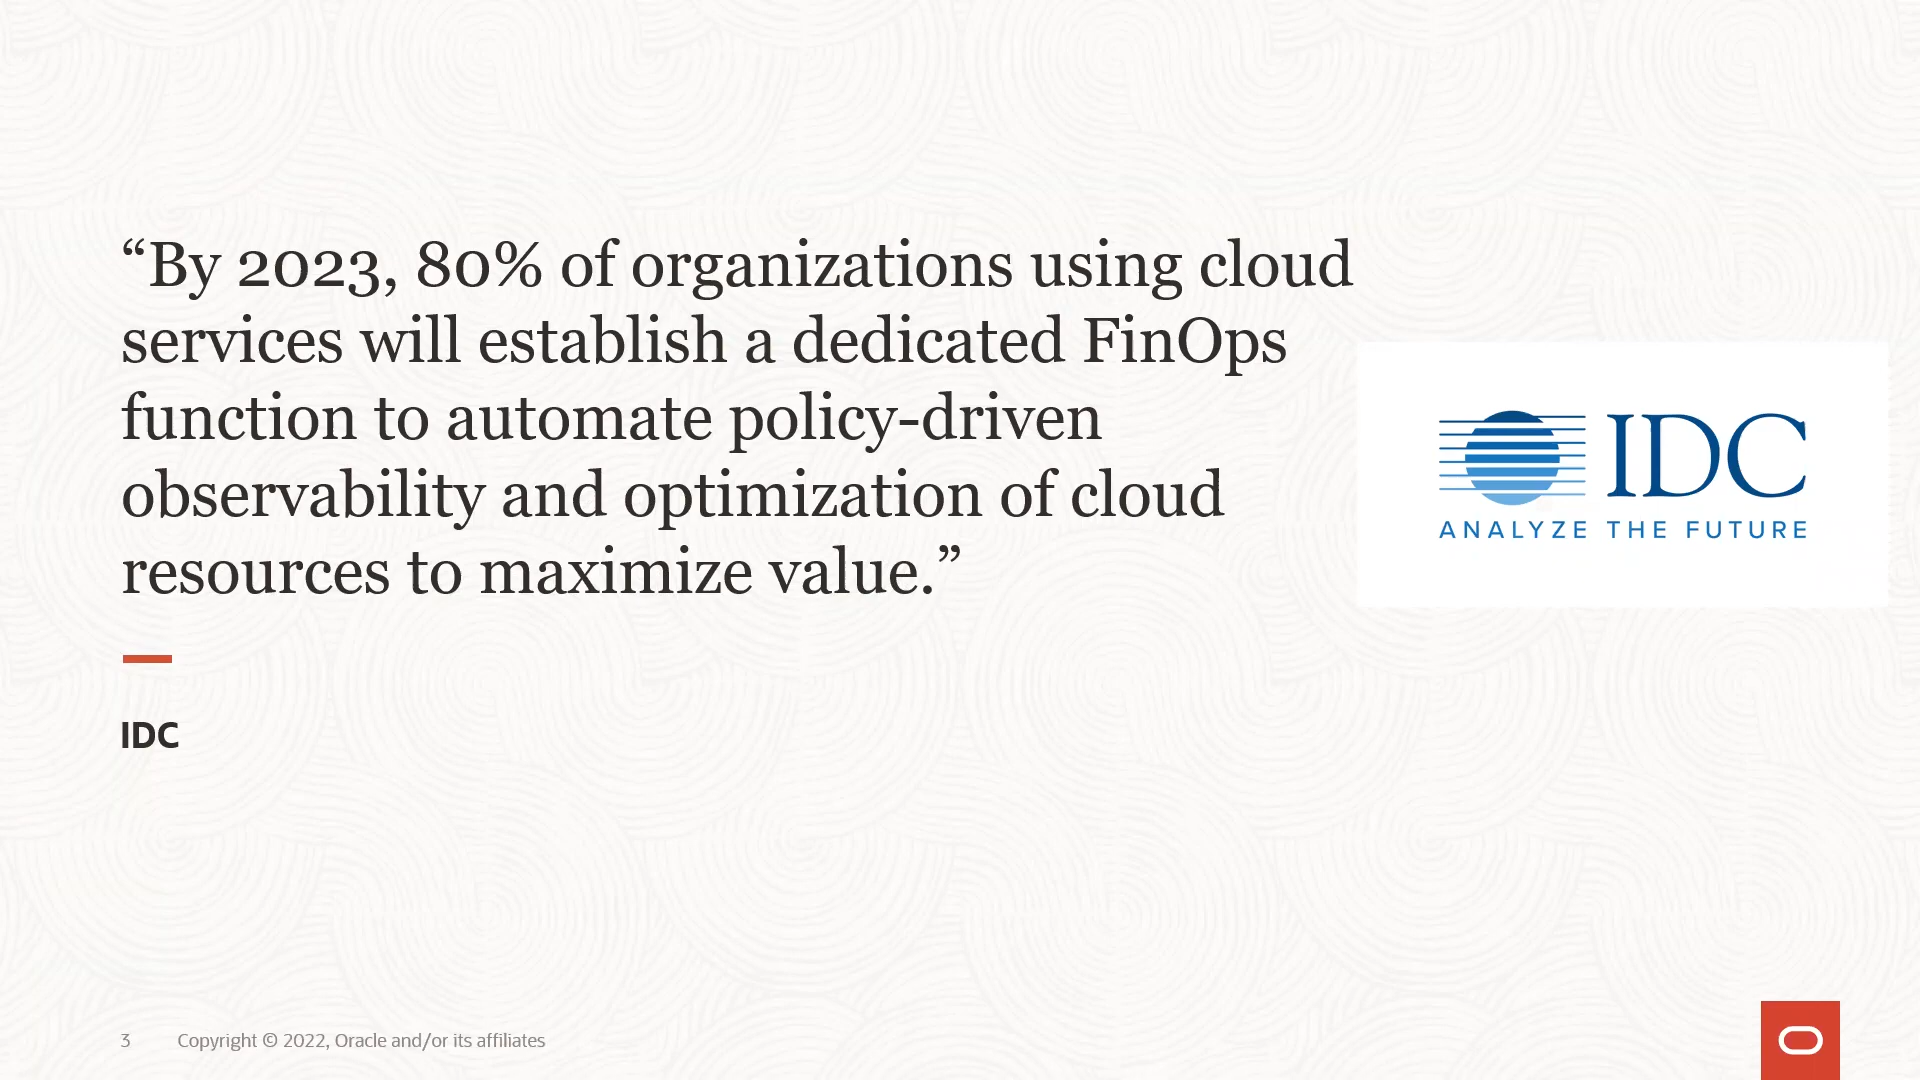 “By 2023, 80% of organizations using cloud
services will establish a dedicated FinOps
function to automate policy-driven
observability and optimization of cloud
resources to maximize value.”
IDC
ANALYZE THE FUTURE
IDC
3 Copyright © 2022, Oracle and/or its affiliates